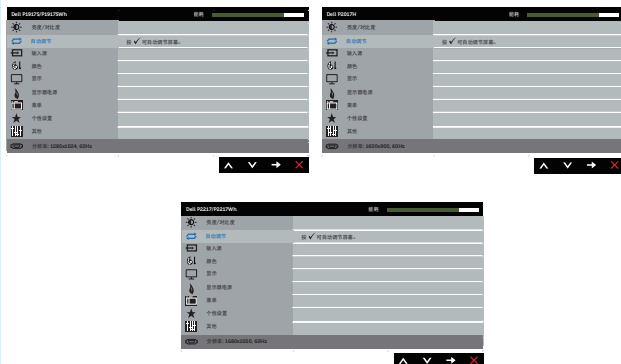 Dell P1917S/P1917SWh 能耗
亮度/对比度
自动调节 按 ✓ 可自动调节屏幕。
输入源
颜色
显示
显示器电源
菜单
个性设置
其他
分辨率: 1280x1024, 60Hz
Dell P2017H 能耗
亮度/对比度
自动调节 按 ✓ 可自动调节屏幕。
输入源
颜色
显示
显示器电源
菜单
个性设置
其他
分辨率: 1600x900, 60Hz
Dell P2217/P2217Wh 能耗
亮度/对比度
自动调节 按 ✓ 可自动调节屏幕。
输入源
颜色
显示
显示器电源
菜单
个性设置
其他
分辨率: 1680x1050, 60Hz